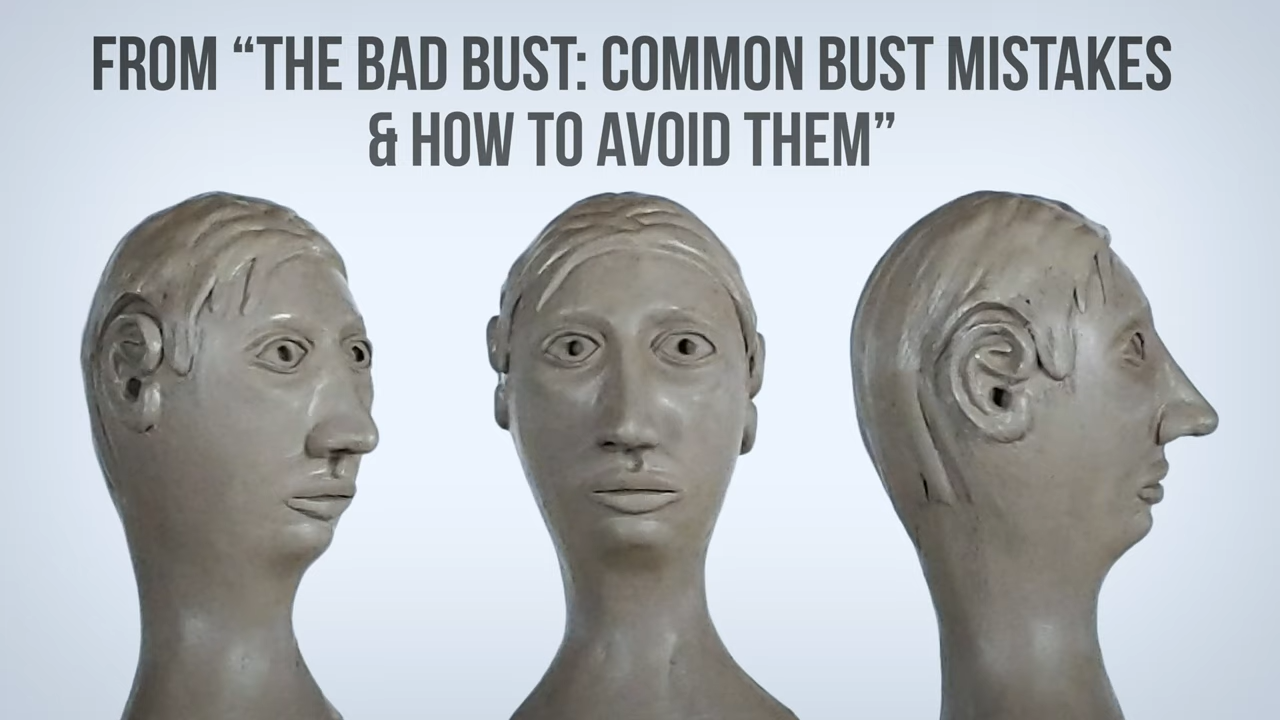 FROM “THE BAD BUST: COMMON BUST MISTAKES
& HOW TO AVOID THEM”